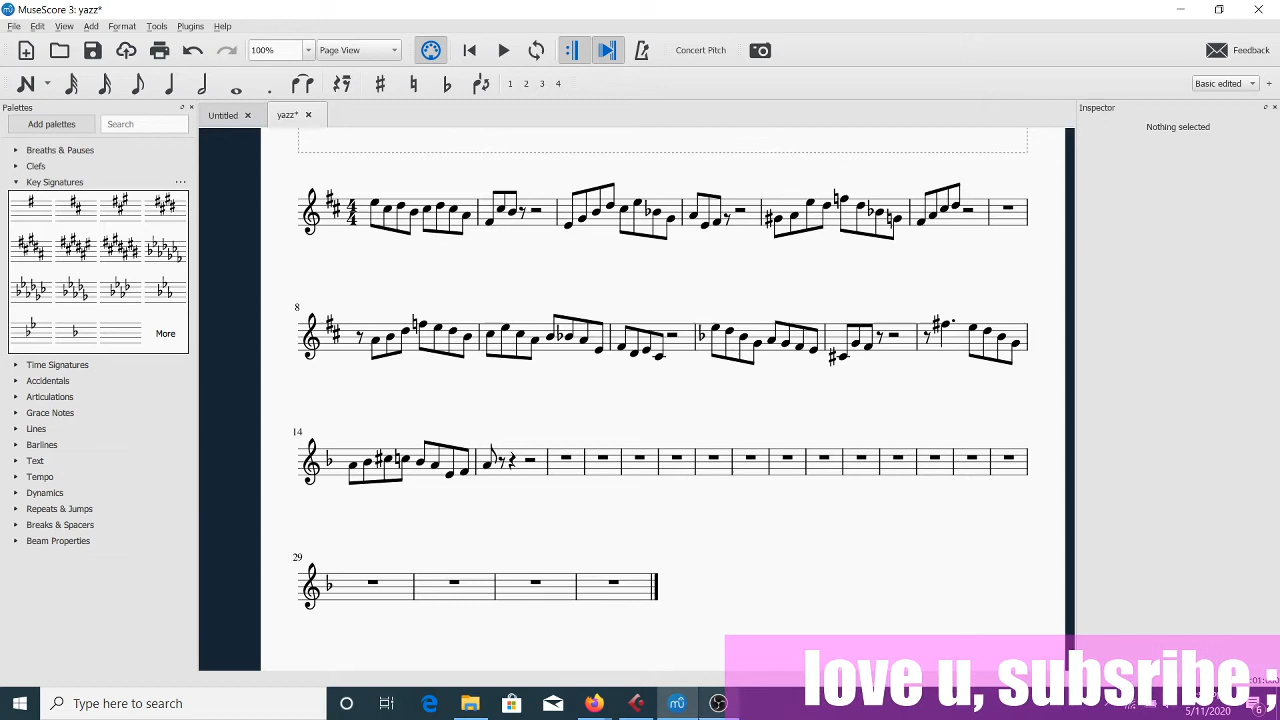 MuseScore 3: yazz*
File Edit View Add Format Tools Plugins Help
100% Page View Concert Pitch Feedback
1 2 3 4 Basic edited +
Palettes
Add palettes Search
Breaths & Pauses
Clefs
Key Signatures ...
More
Time Signatures
Accidentals
Articulations
Grace Notes
Lines
Barlines
Text
Tempo
Dynamics
Repeats & Jumps
Breaks & Spacers
Beam Properties
Untitled yazz*
4
4
8
14
29
Inspector
Nothing selected
love u, subsribe
Type here to search
5/11/2020
6